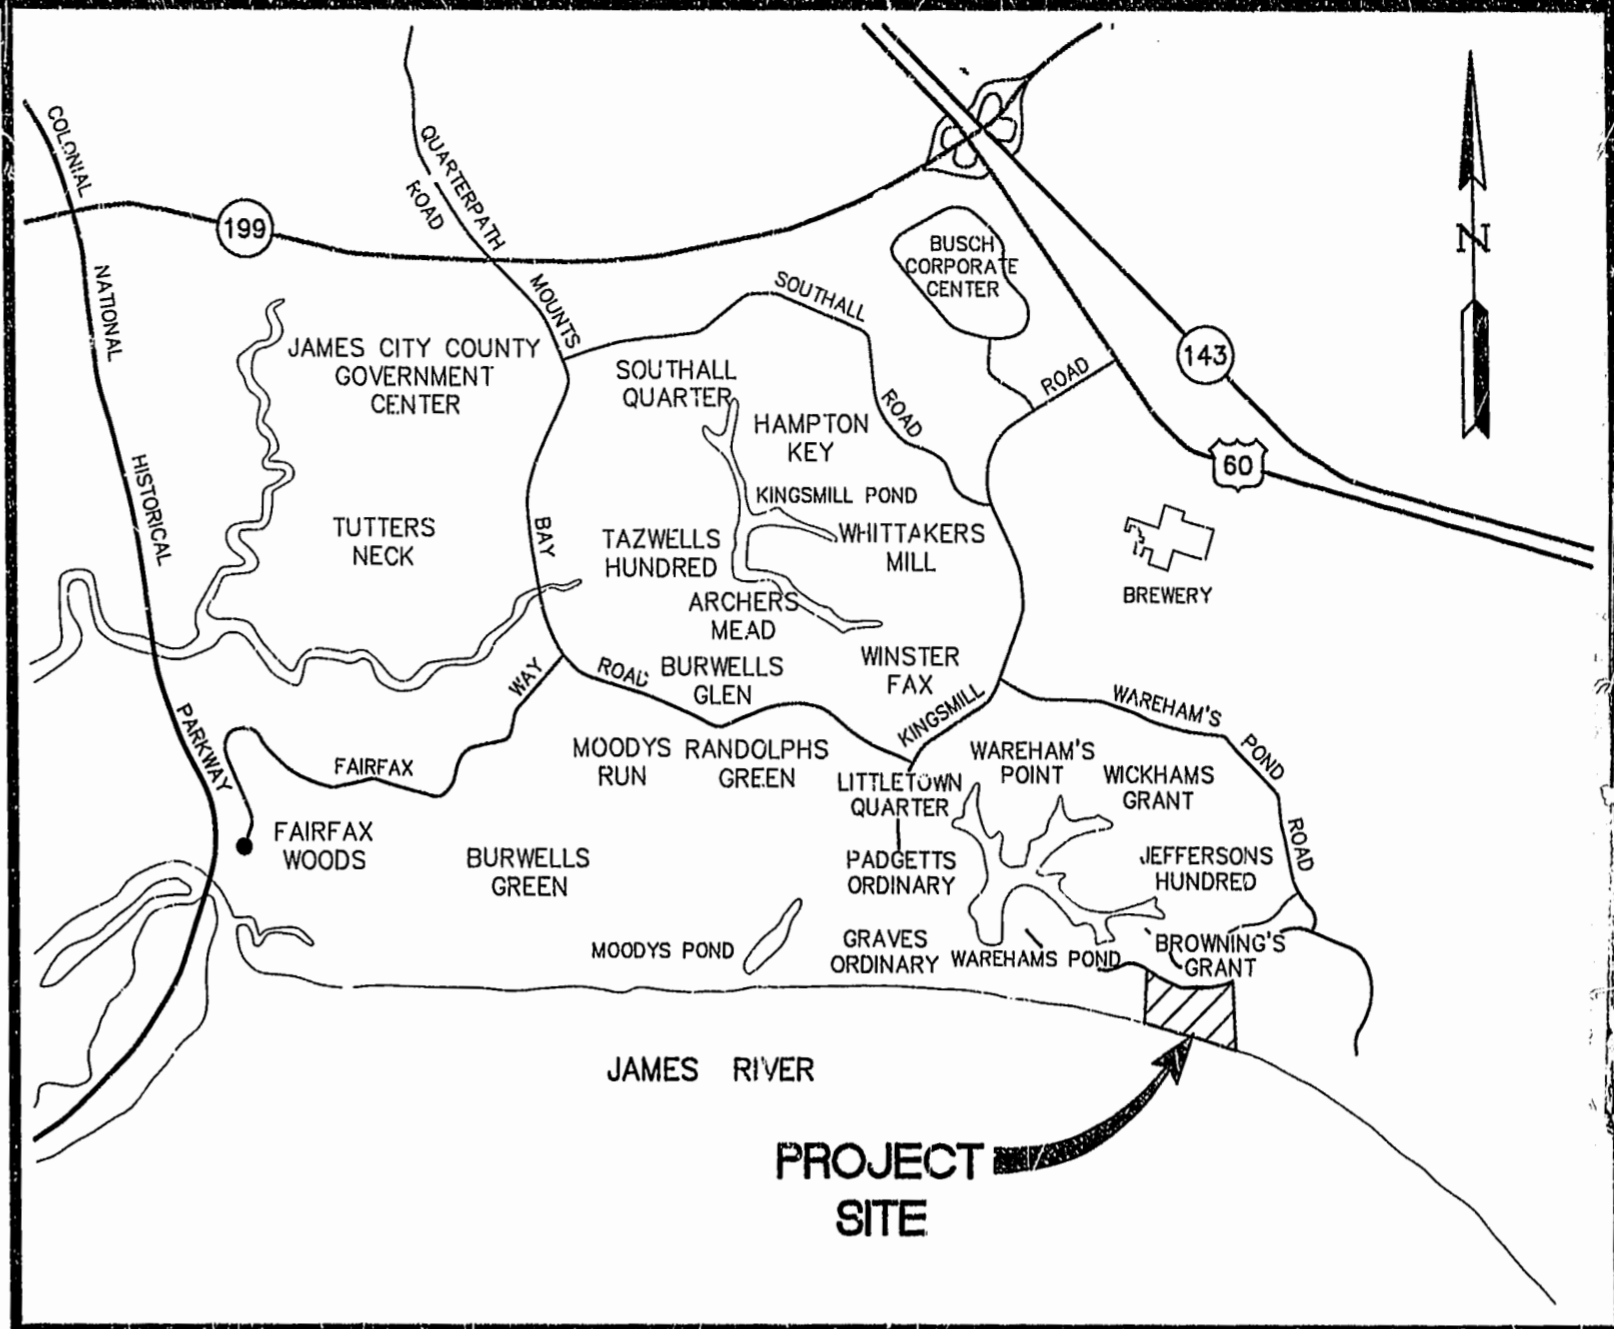 COLONIAL
NATIONAL
HISTORICAL
PARKWAY
199
QUARTERPATH
ROAD
MOUNTS
BAY
ROAD
SOUTHALL
ROAD
BUSCH
CORPORATE
CENTER
ROAD
143
60
N
JAMES CITY COUNTY
GOVERNMENT
CENTER
SOUTHALL
QUARTER
HAMPTON
KEY
KINGSMILL POND
TUTTERS
NECK
TAZWELLS
HUNDRED
WHITTAKERS
MILL
BREWERY
ARCHERS
MEAD
WINSTER
FAX
BURWELLS
GLEN
WAY
FAIRFAX
KINGSMILL
WAREHAM'S
POND
ROAD
MOODYS
RUN
RANDOLPHS
GREEN
WAREHAM'S
POINT
LITTLETOWN
QUARTER
WICKHAMS
GRANT
FAIRFAX
WOODS
BURWELLS
GREEN
PADGETTS
ORDINARY
JEFFERSONS
HUNDRED
MOODYS POND
GRAVES
ORDINARY
WAREHAMS POND
BROWNING'S
GRANT
JAMES RIVER
PROJECT
SITE